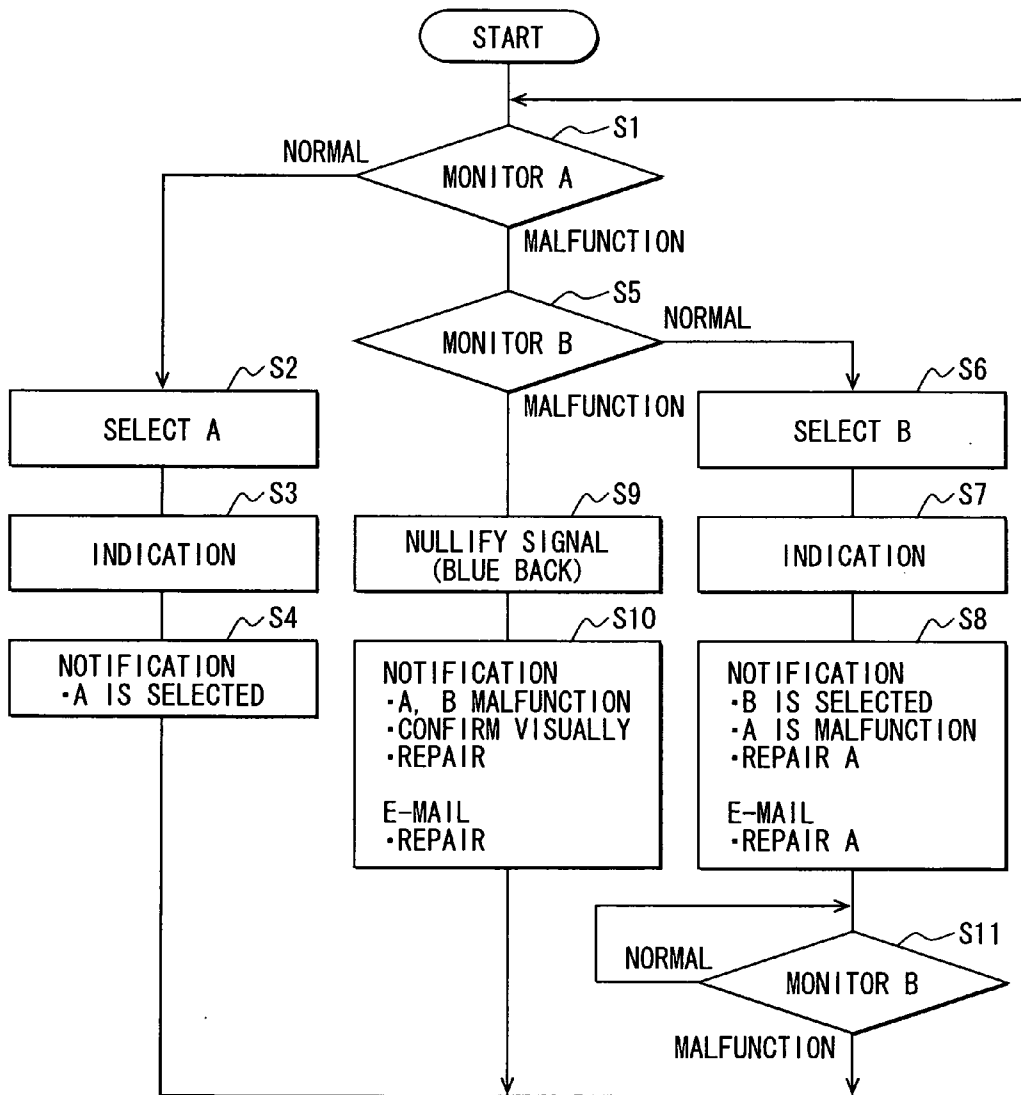 START
S1
NORMAL
MONITOR A
MALFUNCTION
S5
NORMAL
MONITOR B
MALFUNCTION
S2
SELECT A
S6
SELECT B
S3
INDICATION
S9
NULLIFY SIGNAL
(BLUE BACK)
S7
INDICATION
S4
NOTIFICATION
・A IS SELECTED
S10
NOTIFICATION
・A, B MALFUNCTION
・CONFIRM VISUALLY
・REPAIR
E-MAIL
・REPAIR
S8
NOTIFICATION
・B IS SELECTED
・A IS MALFUNCTION
・REPAIR A
E-MAIL
・REPAIR A
S11
NORMAL
MONITOR B
MALFUNCTION